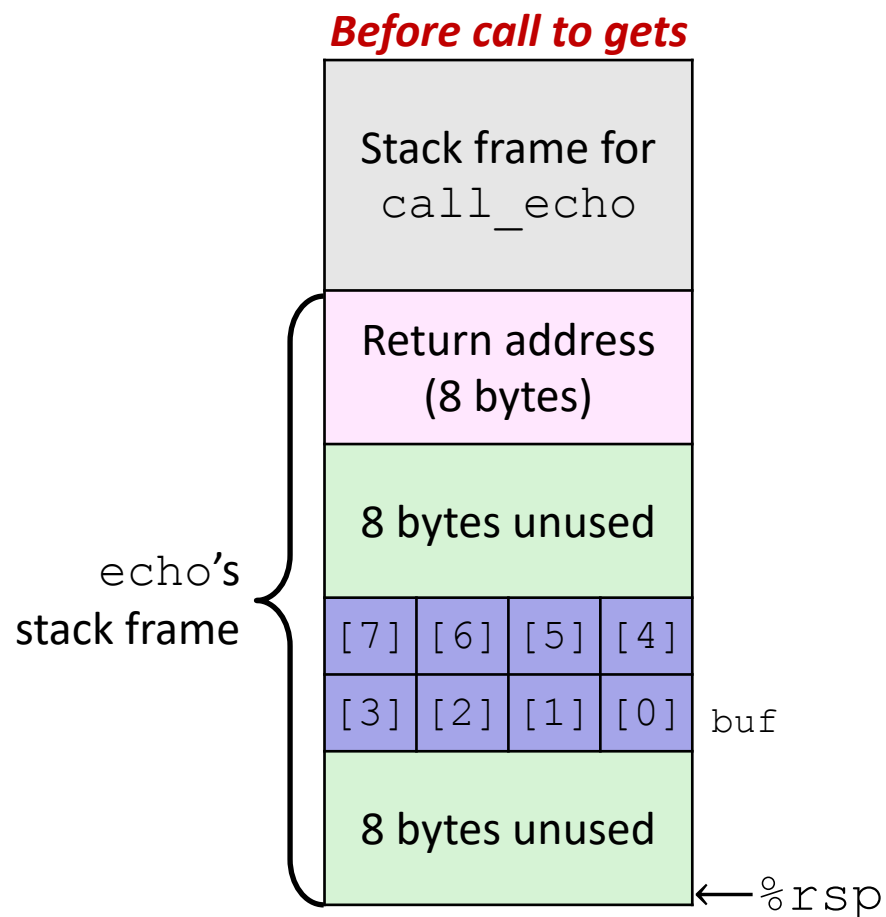 Before call to gets
Stack frame for
call_echo
Return address
(8 bytes)
8 bytes unused
echo’s
stack frame
[7] [6] [5] [4]
[3] [2] [1] [0] buf
8 bytes unused
←%rsp